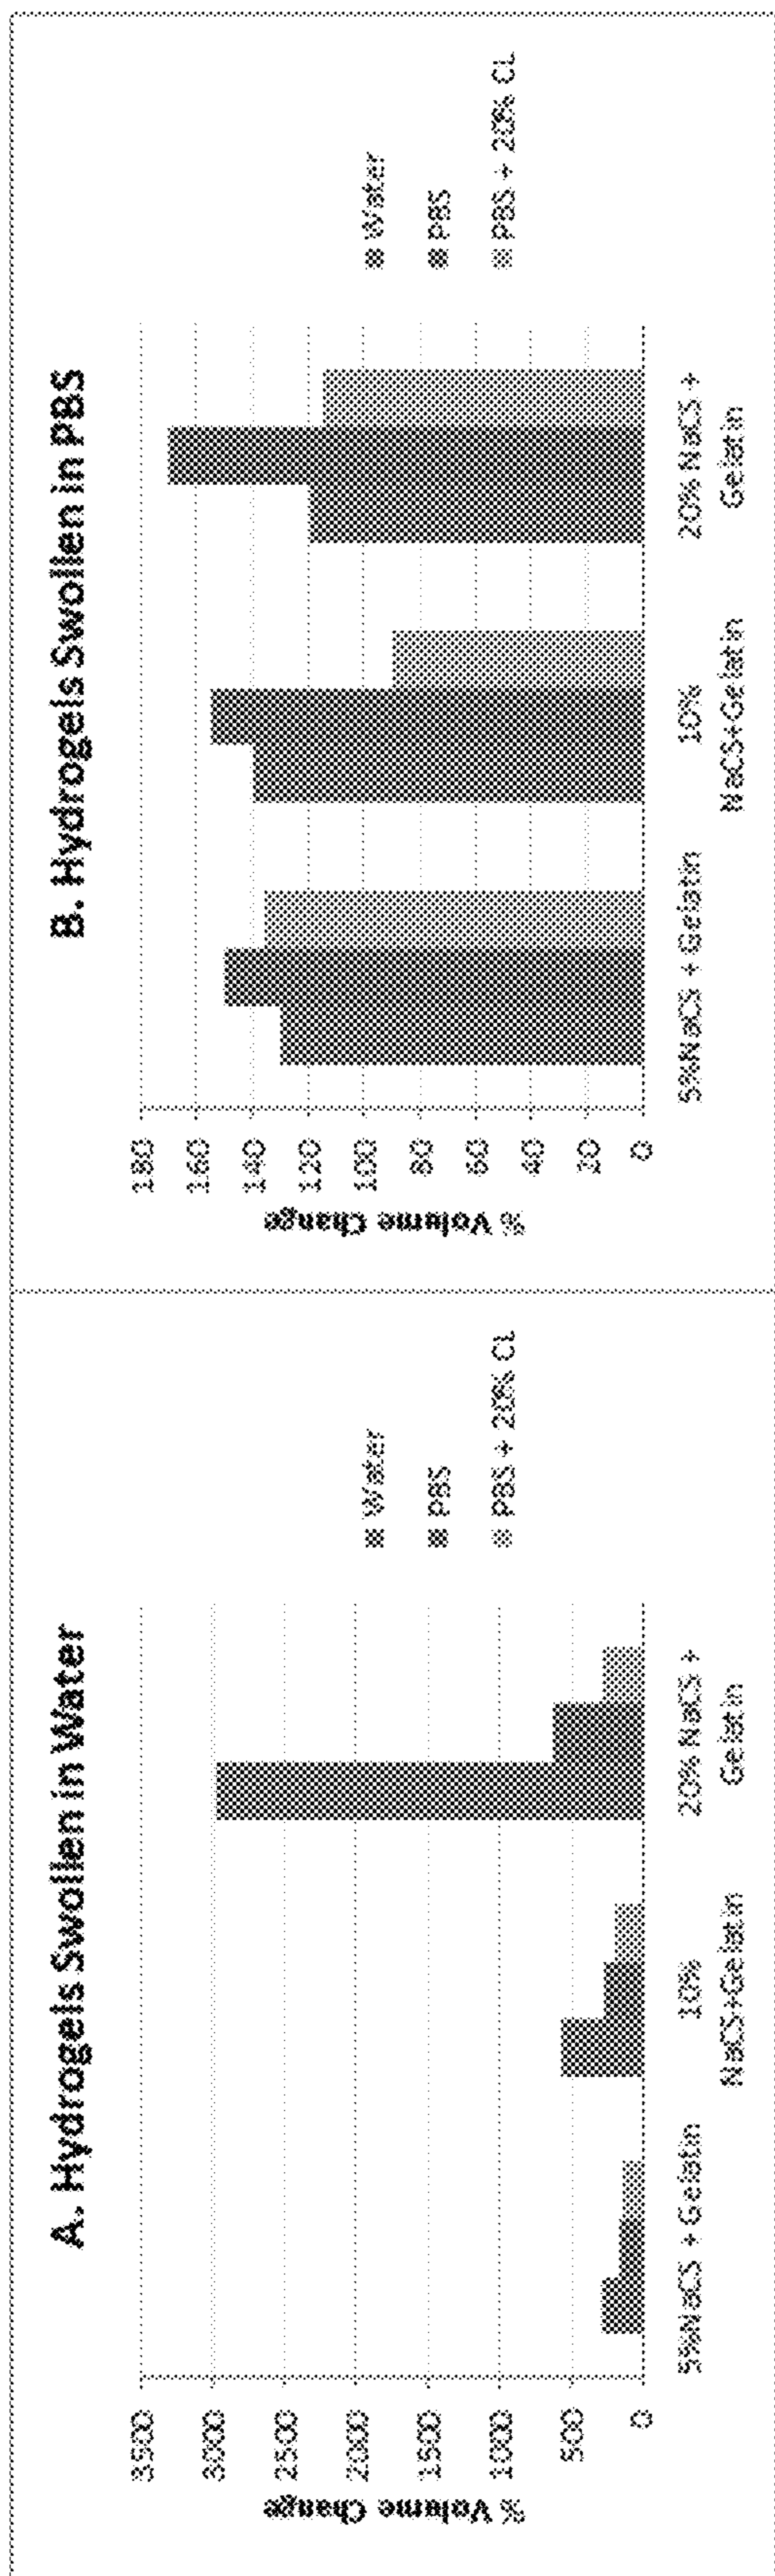 A. Hydrogels Swollen in Water
% Volume Change
3500
3000
2500
2000
1500
1000
500
0
5%NaCS + Gelatin
10%
NaCS+Gelatin
20% NaCS +
Gelatin
Water
PBS
PBS + 20% CL
B. Hydrogels Swollen in PBS
% Volume Change
180
160
140
120
100
80
60
40
20
0
5%NaCS + Gelatin
10%
NaCS+Gelatin
20% NaCS +
Gelatin
Water
PBS
PBS + 20% CL